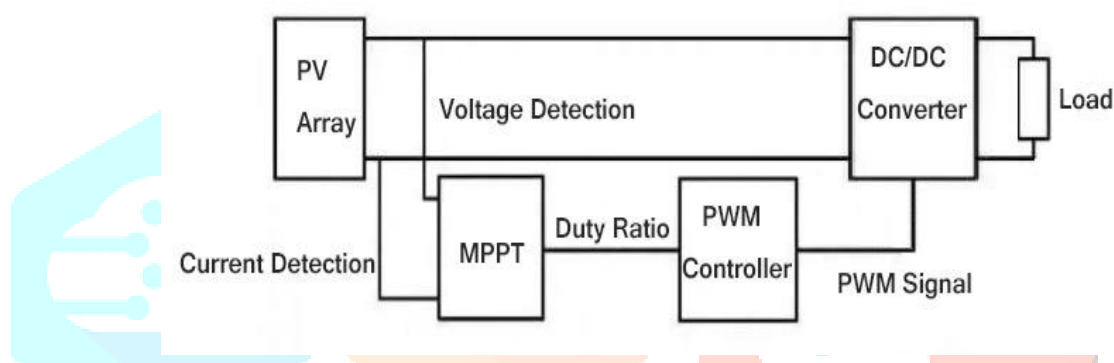 PV
Array
Voltage Detection
DC/DC
Converter
Load
Current Detection
MPPT
Duty Ratio
PWM
Controller
PWM Signal